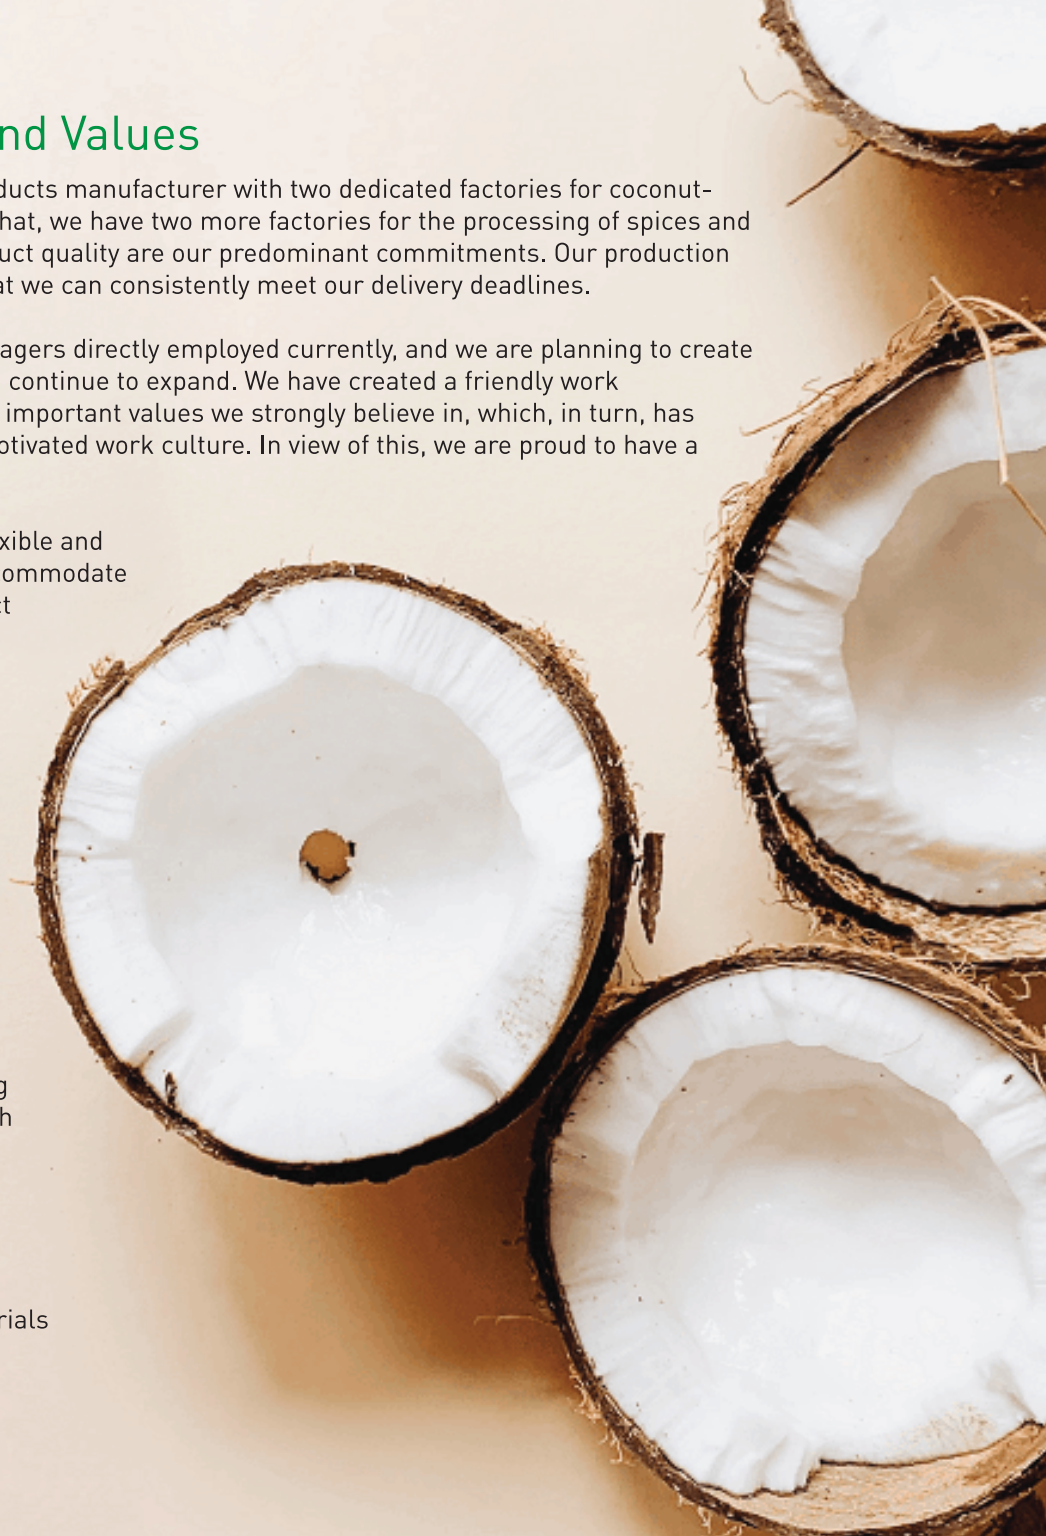 nd Values
ducts manufacturer with two dedicated factories for coconut-
hat, we have two more factories for the processing of spices and
uct quality are our predominant commitments. Our production
at we can consistently meet our delivery deadlines.
agers directly employed currently, and we are planning to create
continue to expand. We have created a friendly work
important values we strongly believe in, which, in turn, has
otivated work culture. In view of this, we are proud to have a
xible and
ommodate
ct
g
h
rials